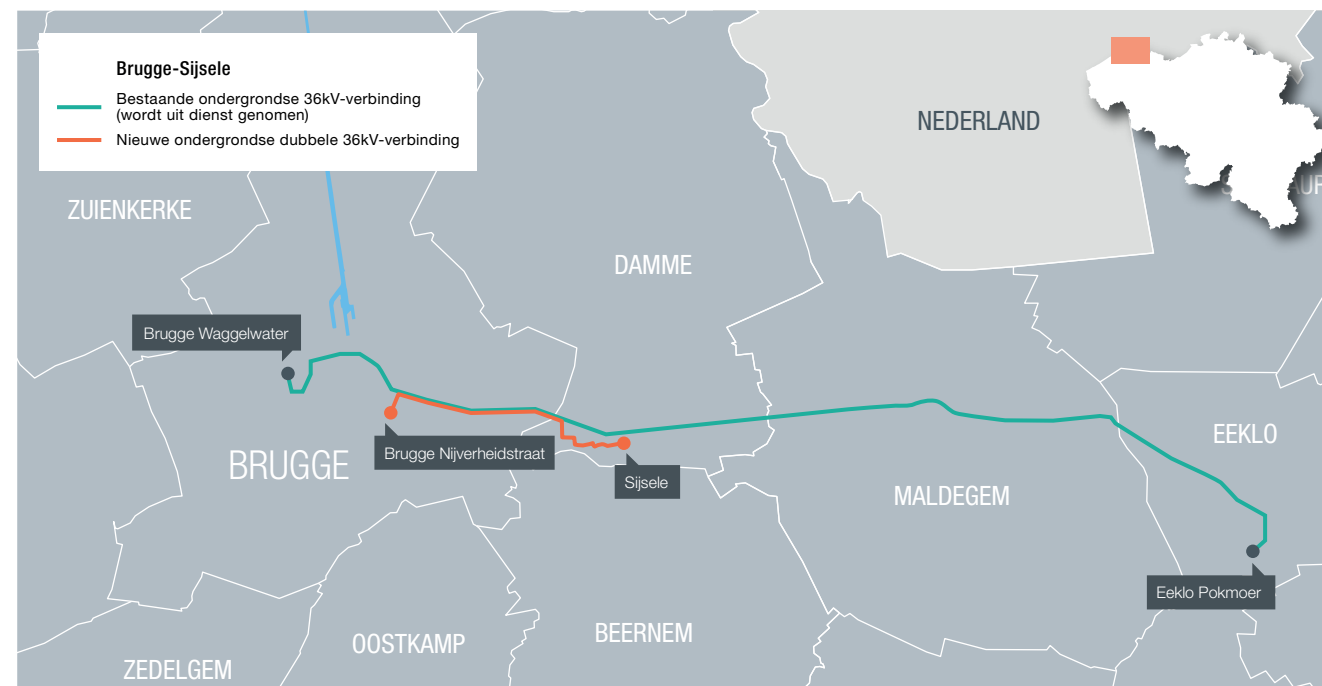 Brugge-Sijsele
Bestaande ondergrondse 36kV-verbinding
(wordt uit dienst genomen)
Nieuwe ondergrondse dubbele 36kV-verbinding
NEDERLAND
ZUIENKERKE
DAMME
Brugge Waggelwater
BRUGGE
Brugge Nijverheidstraat
Sijsele
EEKLO
MALDEGEM
Eeklo Pokmoer
OOSTKAMP
BEERNEM
ZEDELGEM